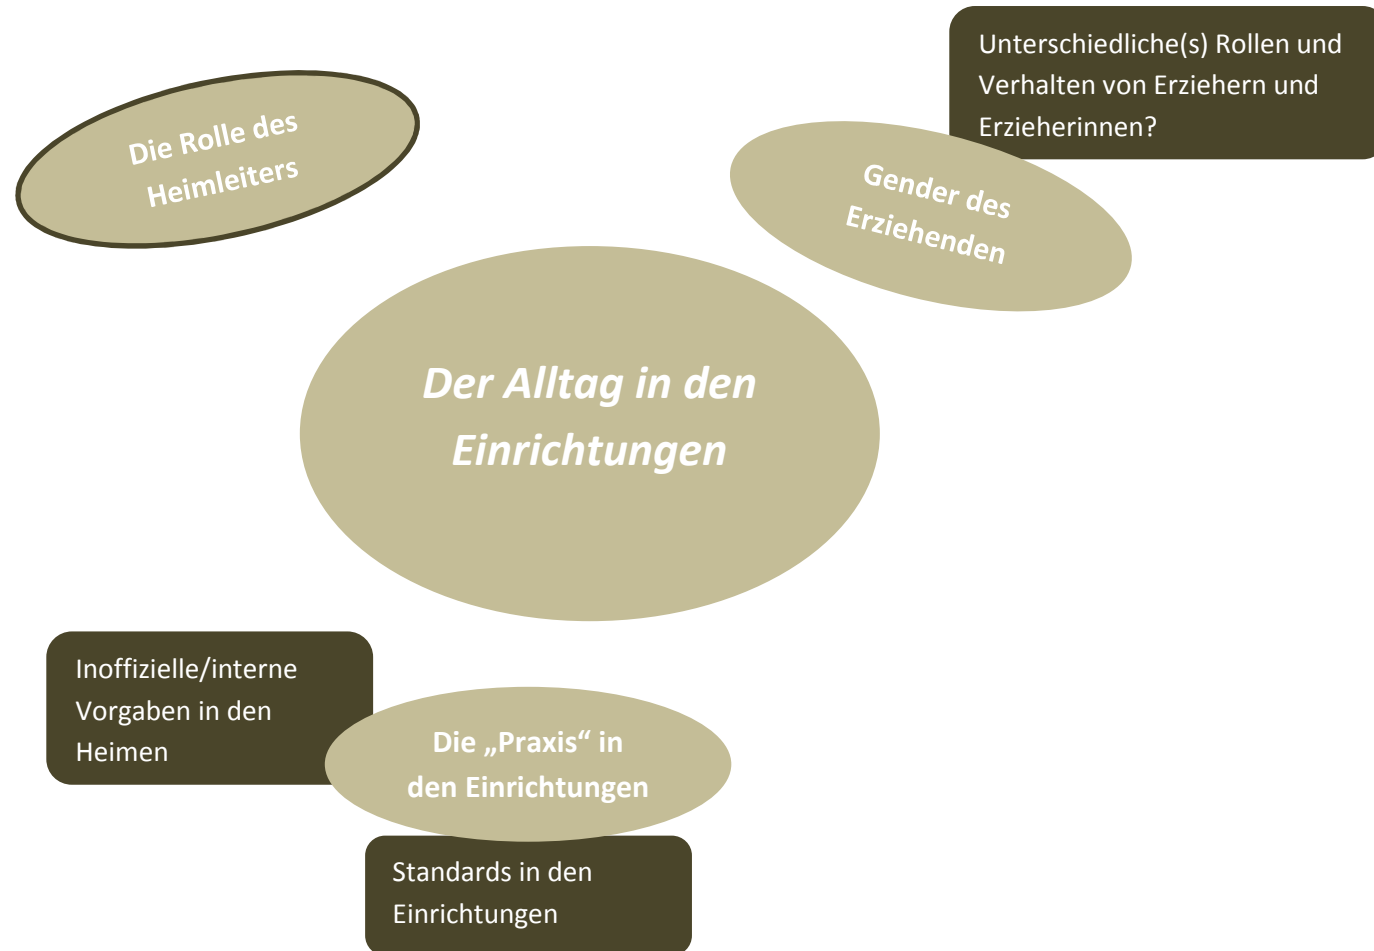 Unterschiedliche(s) Rollen und
Verhalten von Erziehern und
Erzieherinnen?
Die Rolle des
Heimleiters
Gender des
Erziehenden
Der Alltag in den
Einrichtungen
Inoffizielle/interne
Vorgaben in den
Heimen
Die „Praxis“ in
den Einrichtungen
Standards in den
Einrichtungen